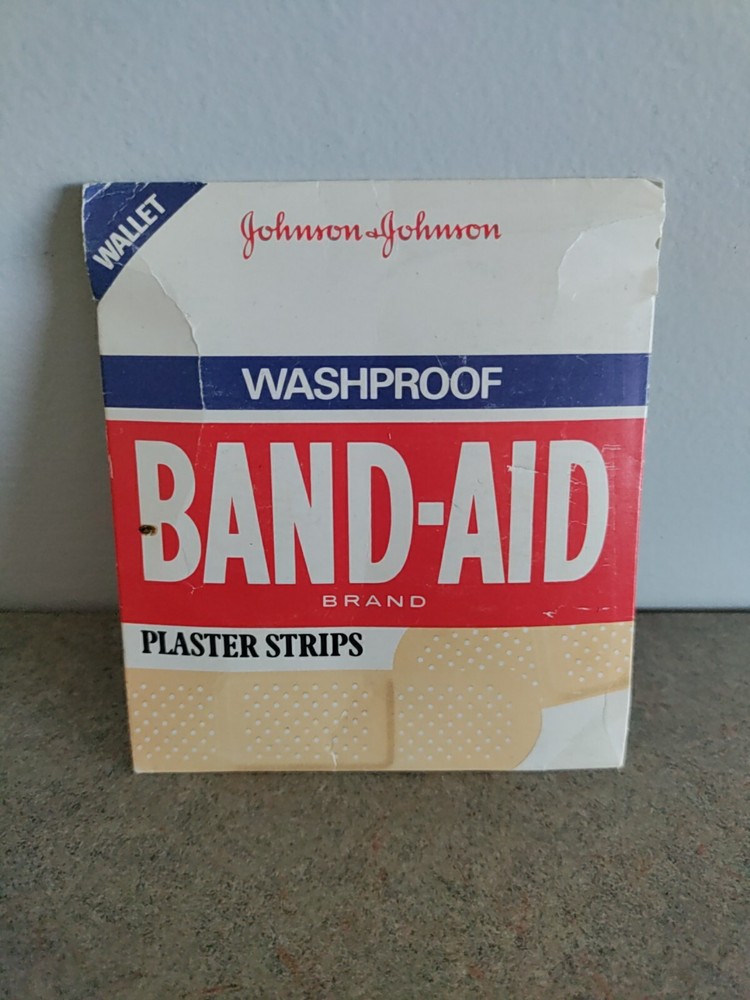 WALLET
Johnson & Johnson
WASHPROOF
BAND-AID
BRAND
PLASTER STRIPS